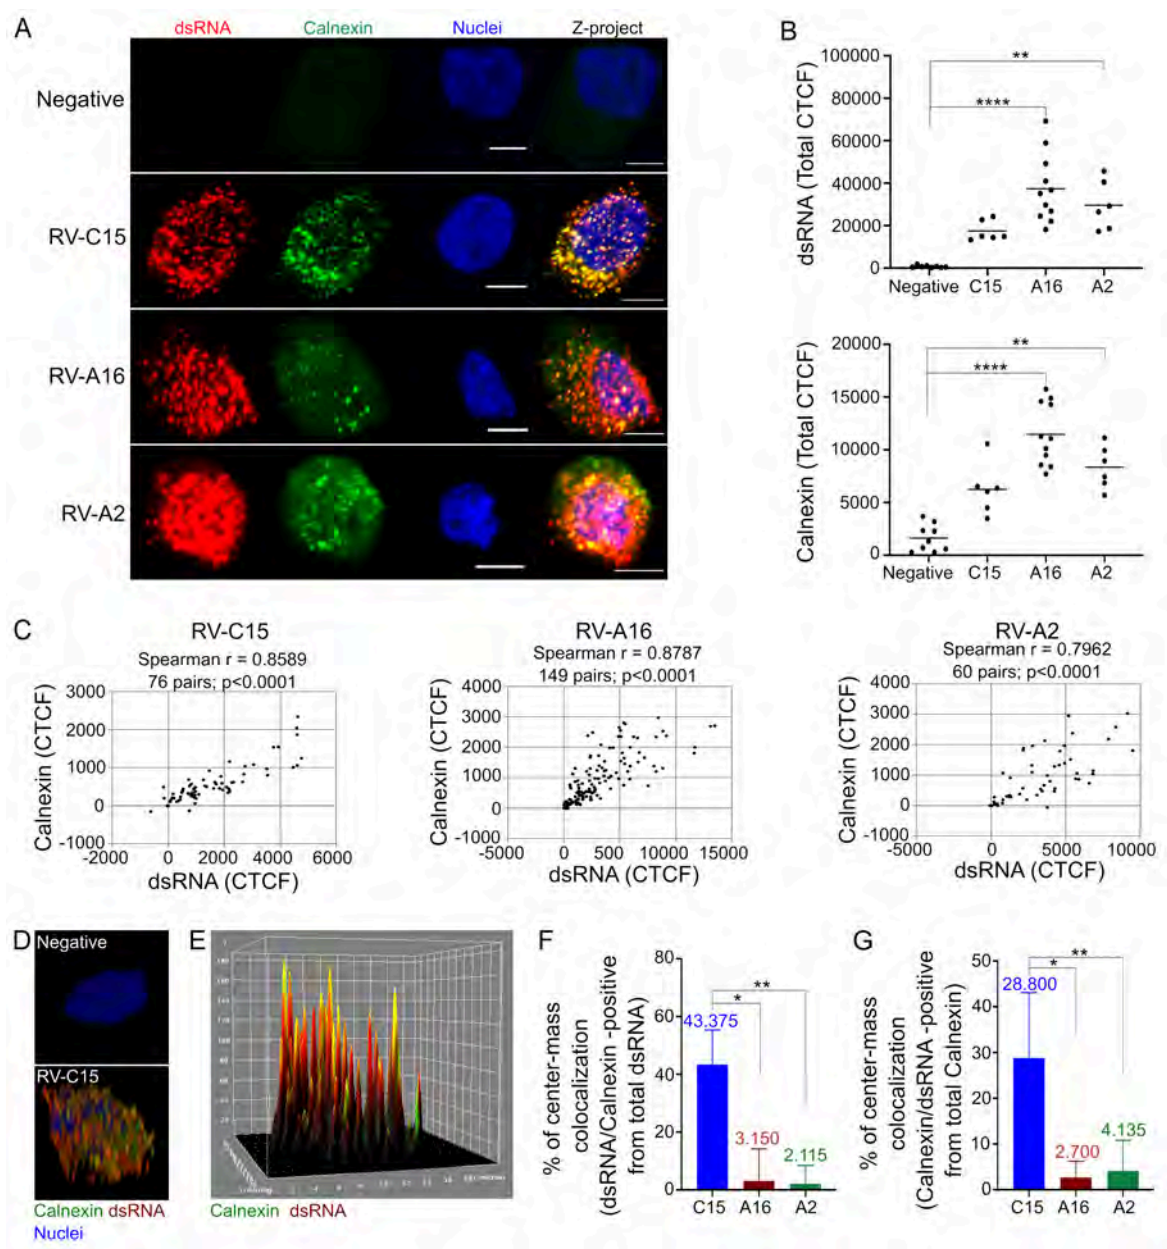 A
dsRNA
Calnexin
Nuclei
Z-project
Negative
RV-C15
RV-A16
RV-A2
B
dsRNA (Total CTCF)
100000
80000
60000
40000
20000
0
**
****
Negative
C15
A16
A2
Calnexin (Total CTCF)
20000
15000
10000
5000
0
**
****
Negative
C15
A16
A2
C
RV-C15
Spearman r = 0.8589
76 pairs; p<0.0001
Calnexin (CTCF)
3000
2000
1000
0
-1000
-2000
0
2000
4000
6000
dsRNA (CTCF)
RV-A16
Spearman r = 0.8787
149 pairs; p<0.0001
Calnexin (CTCF)
4000
3000
2000
1000
0
-1000
-5000
0
500
10000
15000
dsRNA (CTCF)
RV-A2
Spearman r = 0.7962
60 pairs; p<0.0001
Calnexin (CTCF)
4000
3000
2000
1000
0
-1000
-5000
0
5000
10000
dsRNA (CTCF)
D
Negative
RV-C15
Calnexin dsRNA
Nuclei
E
Calnexin dsRNA
F
% of center-mass
colocalization
(dsRNA/Calnexin -positive
from total dsRNA)
80
60
40
20
0
**
*
43.375
3.150
2.115
C15
A16
A2
G
% of center-mass
colocalization
(Calnexin/dsRNA -positive
from total Calnexin)
50
40
30
20
10
0
**
*
28.800
2.700
4.135
C15
A16
A2